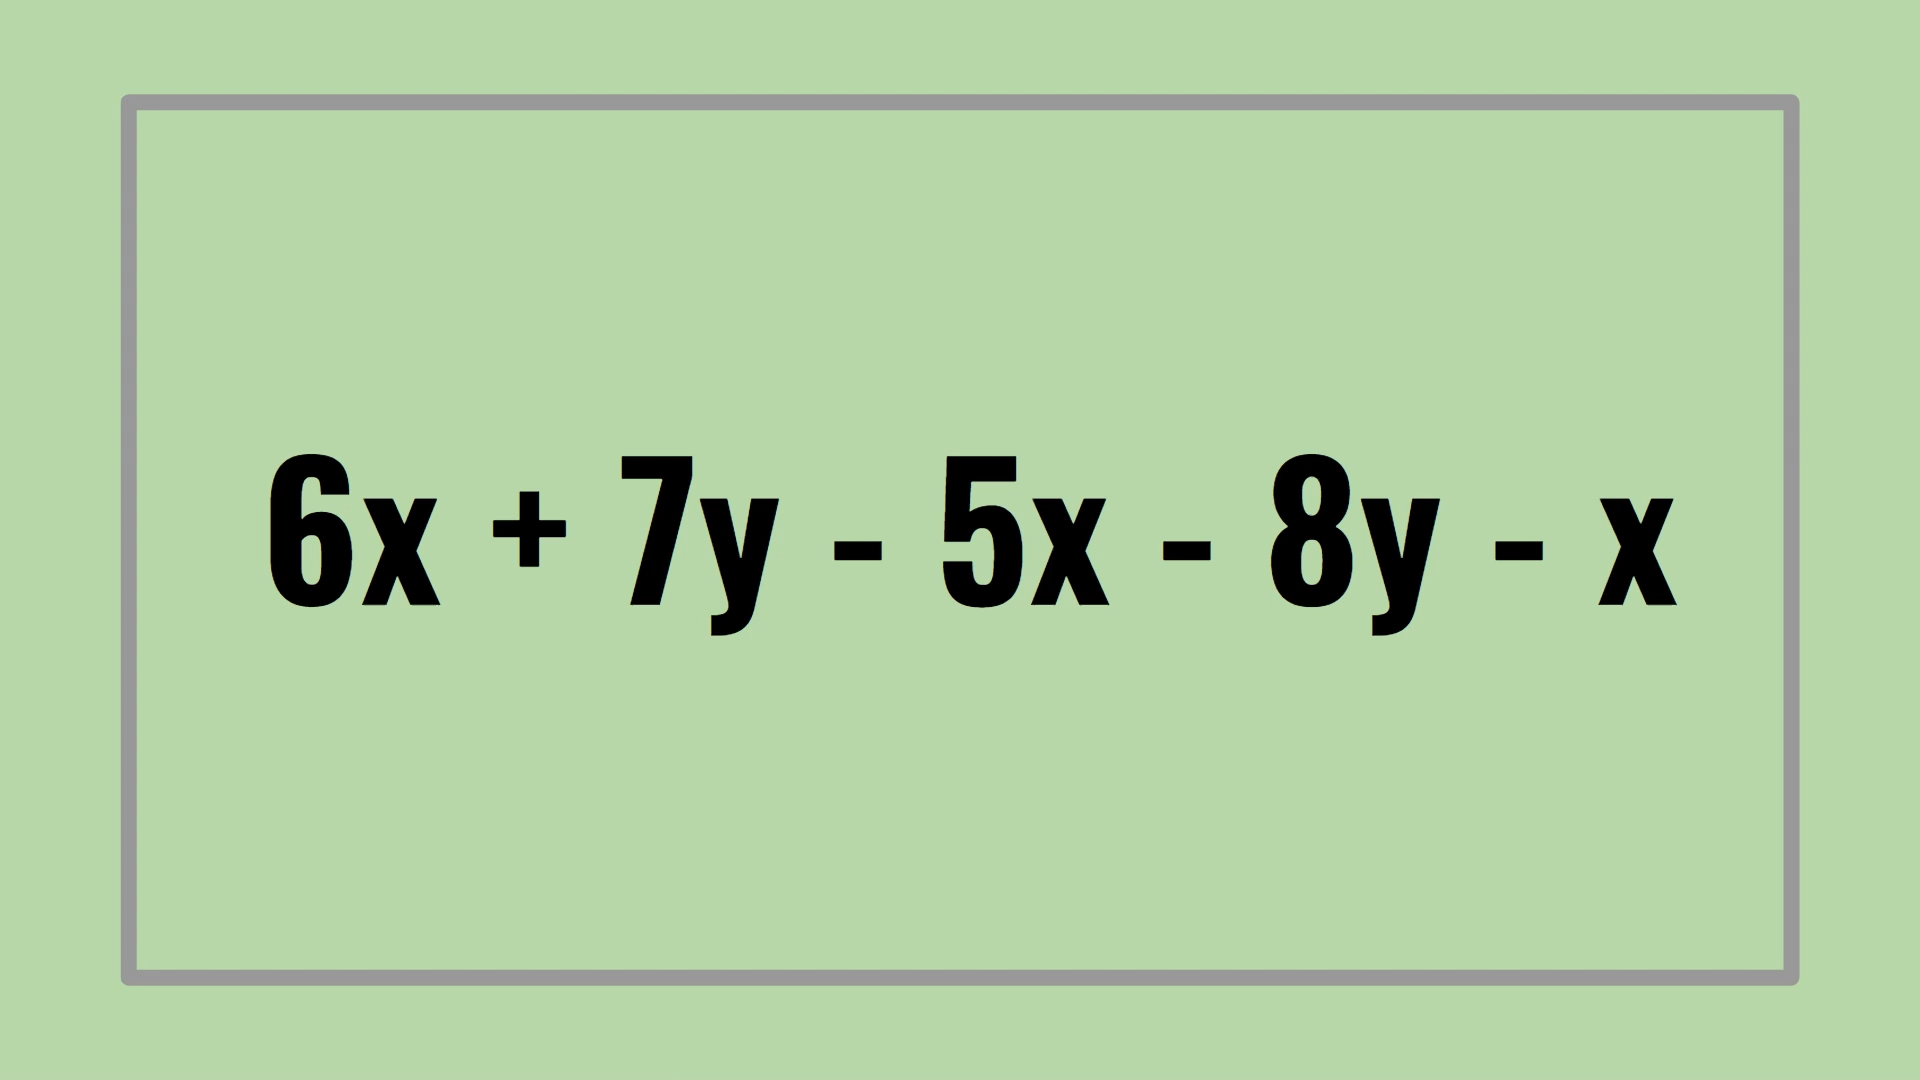 6x + 7y - 5x - 8y - x